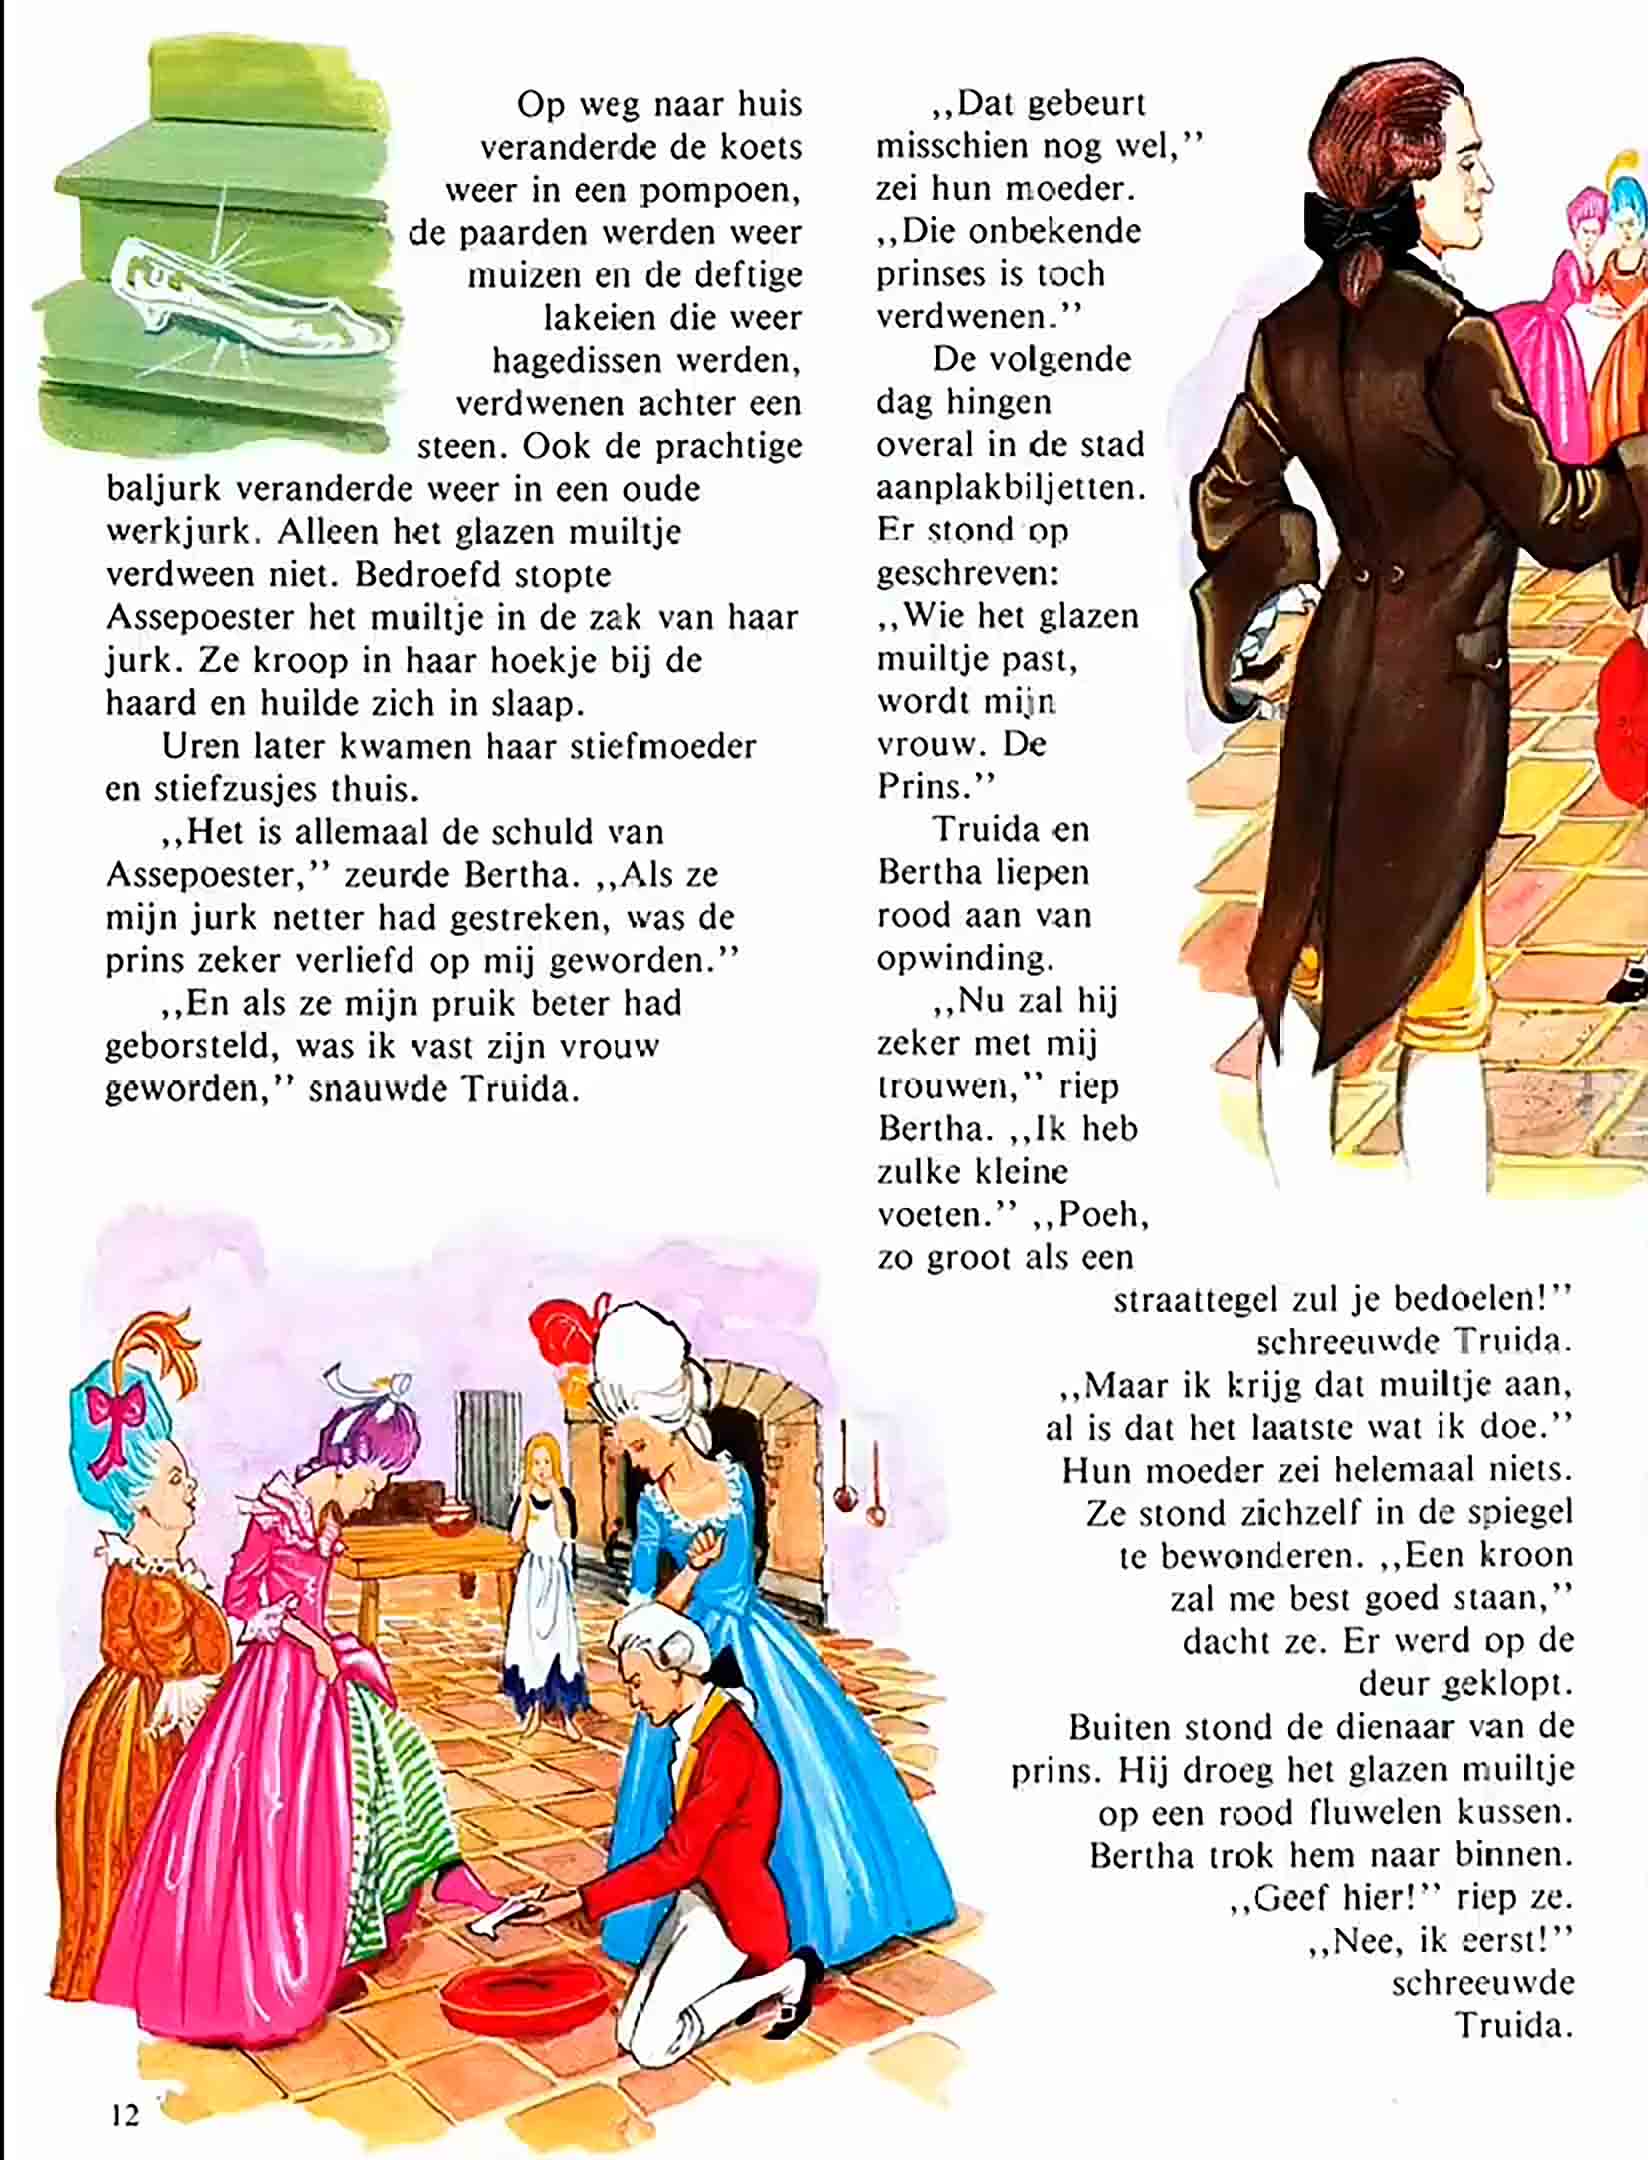 Op weg naar huis
veranderde de koets
weer in een pompoen,
de paarden werden weer
muizen en de deftige
lakeien die weer
hagedissen werden,
verdwenen achter een
steen. Ook de prachtige
baljurk veranderde weer in een oude
werkjurk. Alleen het glazen muiltje
verdween niet. Bedroefd stopte
Assepoester het muiltje in de zak van haar
jurk. Ze kroop in haar hoekje bij de
haard en huilde zich in slaap.
Uren later kwamen haar stiefmoeder
en stiefzusjes thuis.
,,Het is allemaal de schuld van
Assepoester,’’ zeurde Bertha. ,,Als ze
mijn jurk netter had gestreken, was de
prins zeker verliefd op mij geworden.’’
,,En als ze mijn pruik beter had
geborsteld, was ik vast zijn vrouw
geworden,’’ snauwde Truida.
,,Dat gebeurt
misschien nog wel,’’
zei hun moeder.
,,Die onbekende
prinses is toch
verdwenen.’’
De volgende
dag hingen
overal in de stad
aanplakbiljetten.
Er stond op
geschreven:
,,Wie het glazen
muiltje past,
wordt mijn
vrouw. De
Prins.’’
Truida en
Bertha liepen
rood aan van
opwinding.
,,Nu zal hij
zeker met mij
trouwen,’’ riep
Bertha. ,,Ik heb
zulke kleine
voeten.’’ ,,Poeh,
zo groot als een
straattegel zul je bedoelen!’’
schreeuwde Truida.
,,Maar ik krijg dat muiltje aan,
al is dat het laatste wat ik doe.’’
Hun moeder zei helemaal niets.
Ze stond zichzelf in de spiegel
te bewonderen. ,,Een kroon
zal me best goed staan,’’
dacht ze. Er werd op de
deur geklopt.
Buiten stond de dienaar van de
prins. Hij droeg het glazen muiltje
op een rood fluwelen kussen.
Bertha trok hem naar binnen.
,,Geef hier!’’ riep ze.
,,Nee, ik eerst!’’
schreeuwde
Truida.
12